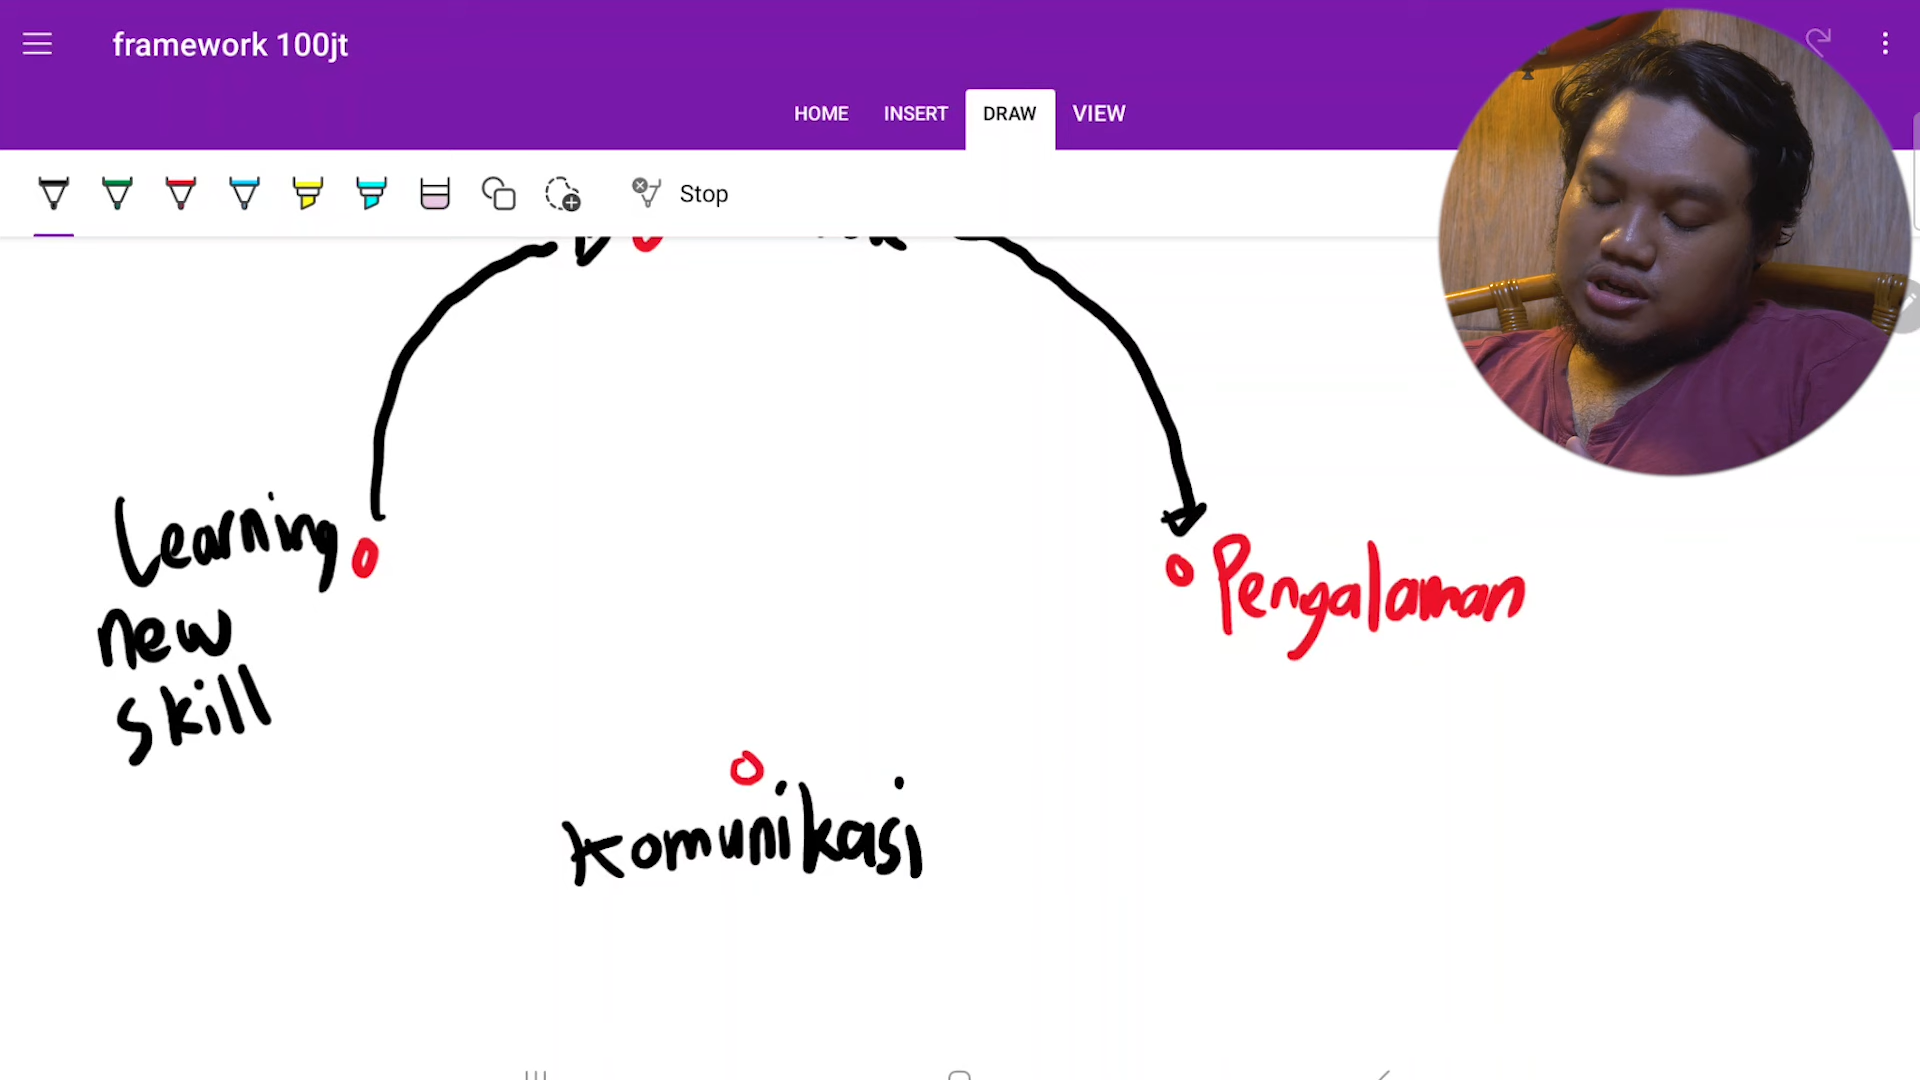 framework 100jt
HOME INSERT DRAW VIEW
Stop
Learning
new
skill
Pengalaman
Komunikasi